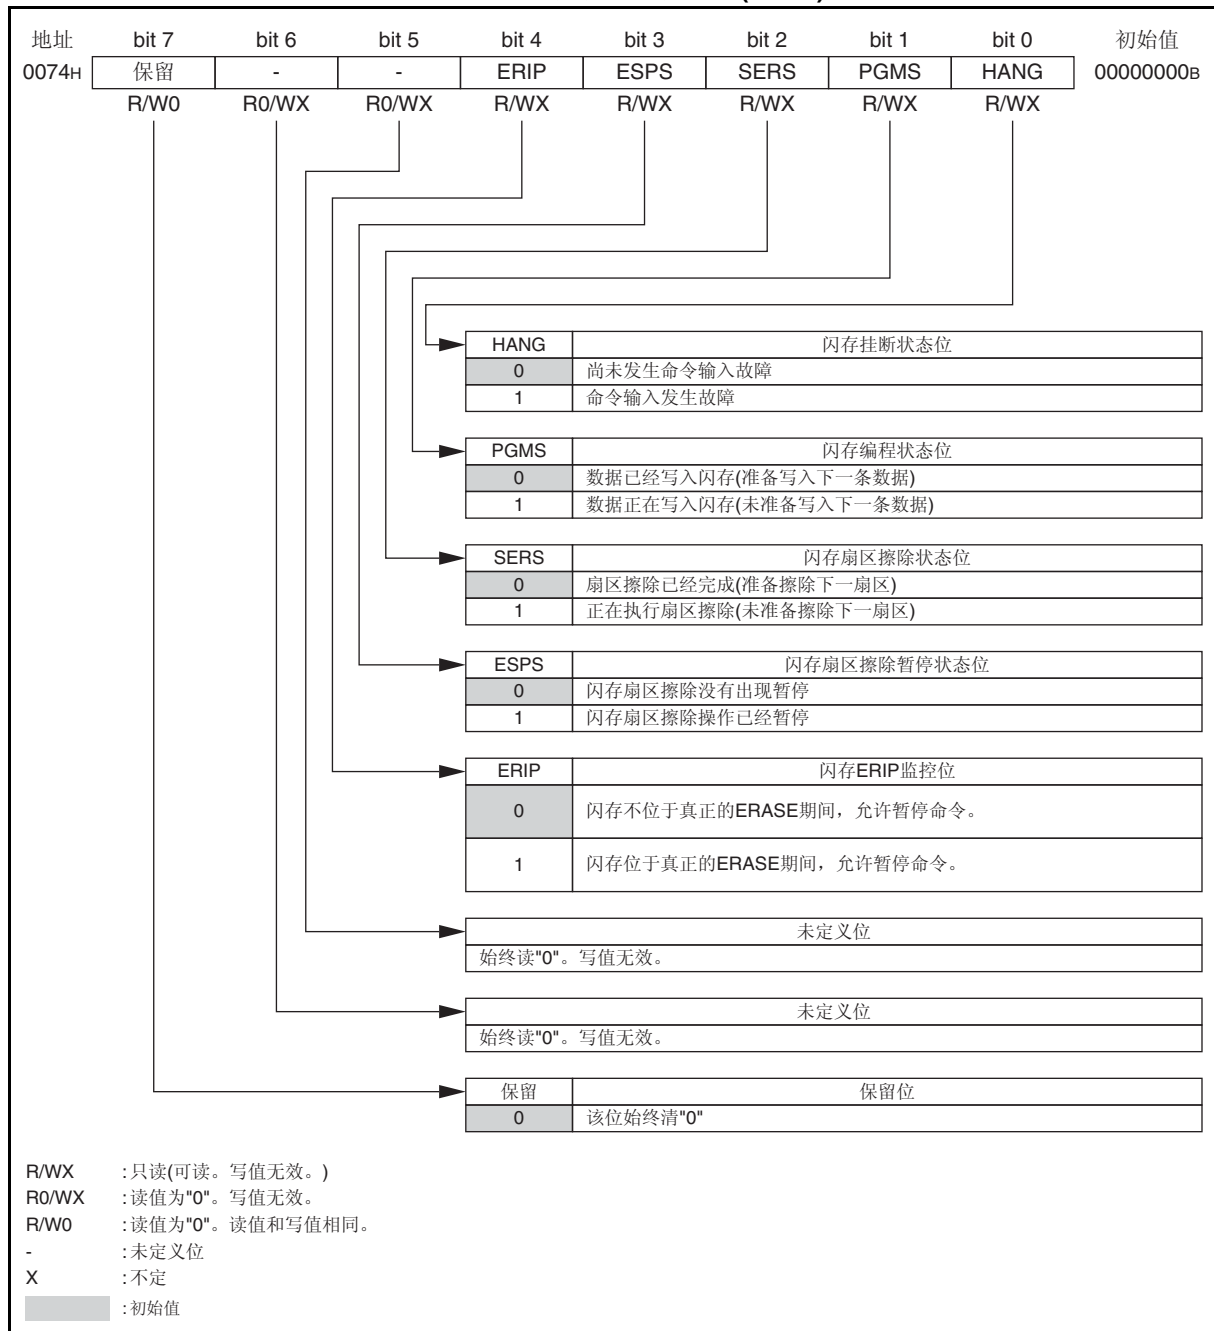 地址 bit 7 bit 6 bit 5 bit 4 bit 3 bit 2 bit 1 bit 0 初始值
0074H 保留 - - ERIP ESPS SERS PGMS HANG 00000000B
R/W0 R0/WX R0/WX R/WX R/WX R/WX R/WX R/WX
HANG 闪存挂断状态位
0 尚未发生命令输入故障
1 命令输入发生故障
PGMS 闪存编程状态位
0 数据已经写入闪存(准备写入下一条数据)
1 数据正在写入闪存(未准备写入下一条数据)
SERS 闪存扇区擦除状态位
0 扇区擦除已经完成(准备擦除下一扇区)
1 正在执行扇区擦除(未准备擦除下一扇区)
ESPS 闪存扇区擦除暂停状态位
0 闪存扇区擦除没有出现暂停
1 闪存扇区擦除操作已经暂停
ERIP 闪存ERIP监控位
0 闪存不位于真正的ERASE期间，允许暂停命令。
1 闪存位于真正的ERASE期间，允许暂停命令。
未定义位
始终读"0"。写值无效。
未定义位
始终读"0"。写值无效。
保留 保留位
0 该位始终清"0"
R/WX :只读(可读。写值无效。)
R0/WX :读值为"0"。写值无效。
R/W0 :读值为"0"。读值和写值相同。
- :未定义位
X :不定
:初始值